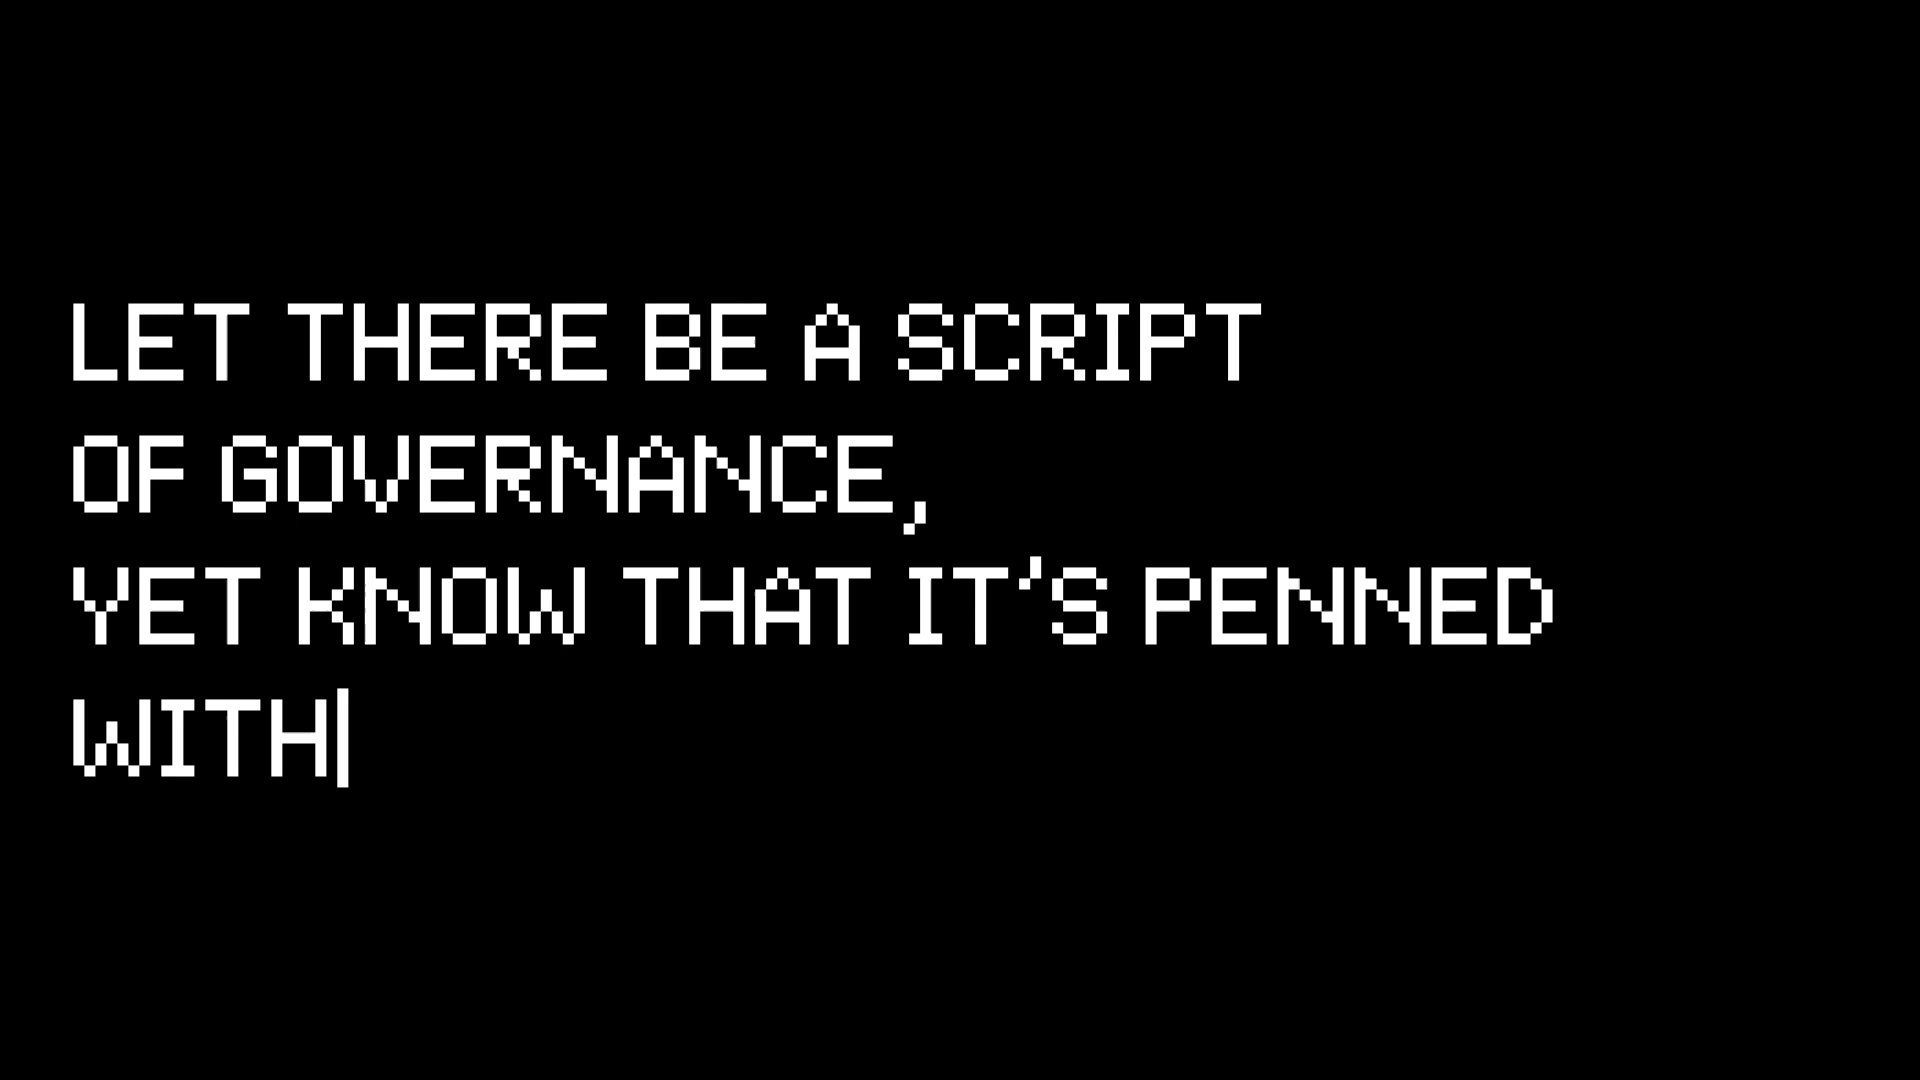 LET THERE BE A SCRIPT
OF GOVERNANCE,
YET KNOW THAT IT'S PENNED
WITH